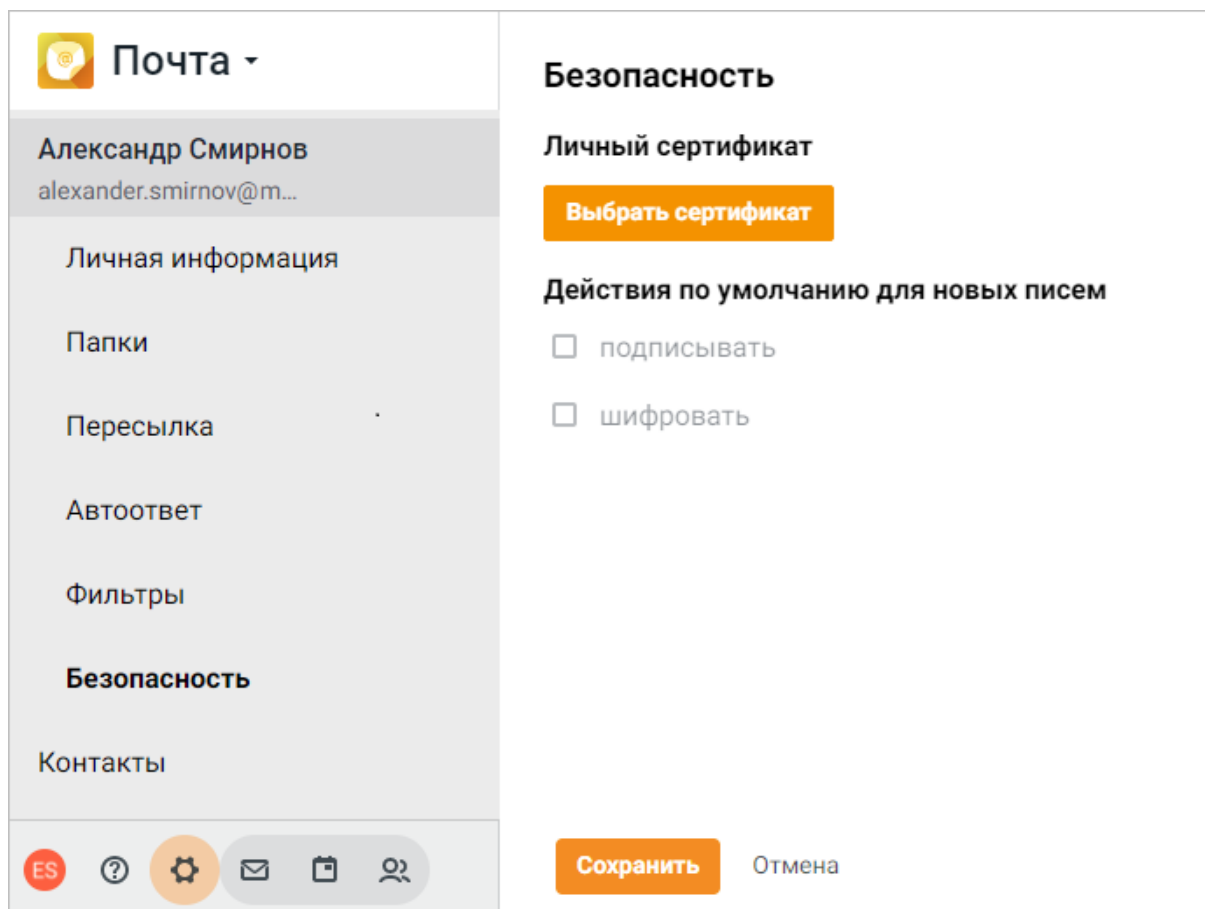 Почта
Александр Смирнов
alexander.smirnov@m...
Личная информация
Папки
Пересылка
Автоответ
Фильтры
Безопасность
Контакты
ES
Безопасность
Личный сертификат
Выбрать сертификат
Действия по умолчанию для новых писем
подписывать
шифровать
Сохранить Отмена